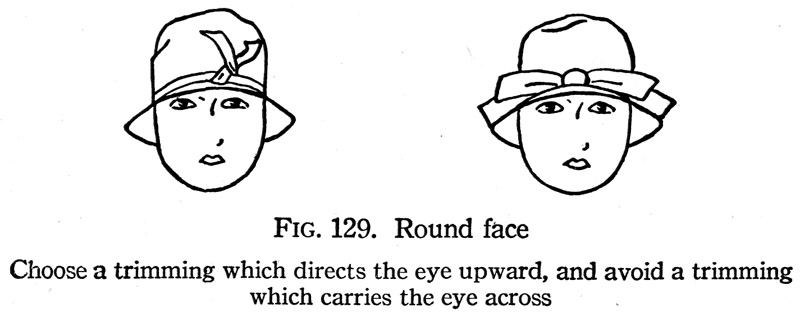 FIG. 129. Round face
Choose a trimming which directs the eye upward, and avoid a trimming
which carries the eye across